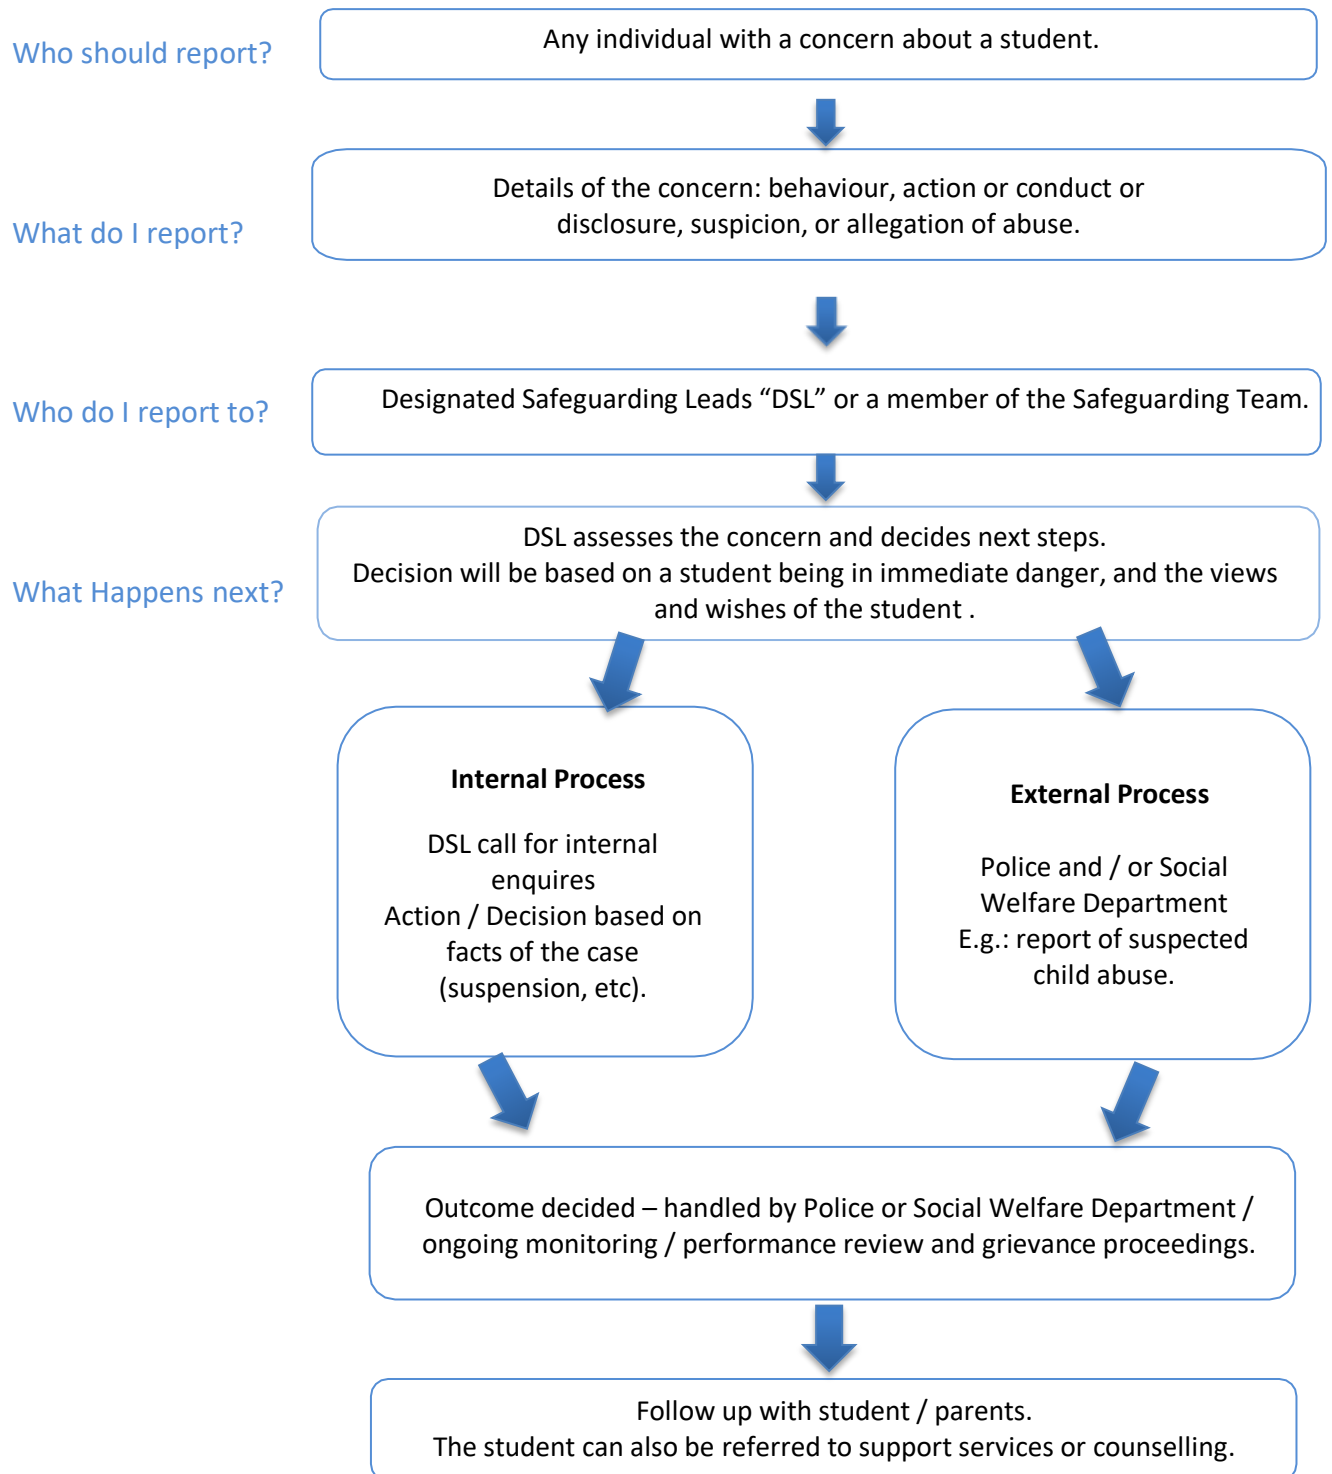 Who should report?
Any individual with a concern about a student.
What do I report?
Details of the concern: behaviour, action or conduct or
disclosure, suspicion, or allegation of abuse.
Who do I report to?
Designated Safeguarding Leads “DSL” or a member of the Safeguarding Team.
What Happens next?
DSL assesses the concern and decides next steps.
Decision will be based on a student being in immediate danger, and the views
and wishes of the student .
Internal Process
DSL call for internal
enquires
Action / Decision based on
facts of the case
(suspension, etc).
External Process
Police and / or Social
Welfare Department
E.g.: report of suspected
child abuse.
Outcome decided – handled by Police or Social Welfare Department /
ongoing monitoring / performance review and grievance proceedings.
Follow up with student / parents.
The student can also be referred to support services or counselling.